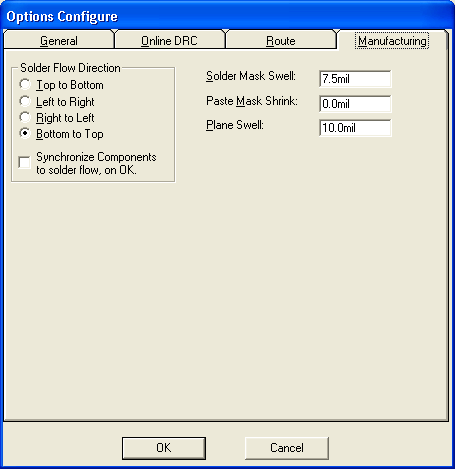 Options Configure
General
Online DRC
Route
Manufacturing
Solder Flow Direction
Top to Bottom
Left to Right
Right to Left
Bottom to Top
Synchronize Components
to solder flow, on OK.
Solder Mask Swell: 7.5mil
Paste Mask Shrink: 0.0mil
Plane Swell: 10.0mil
OK
Cancel